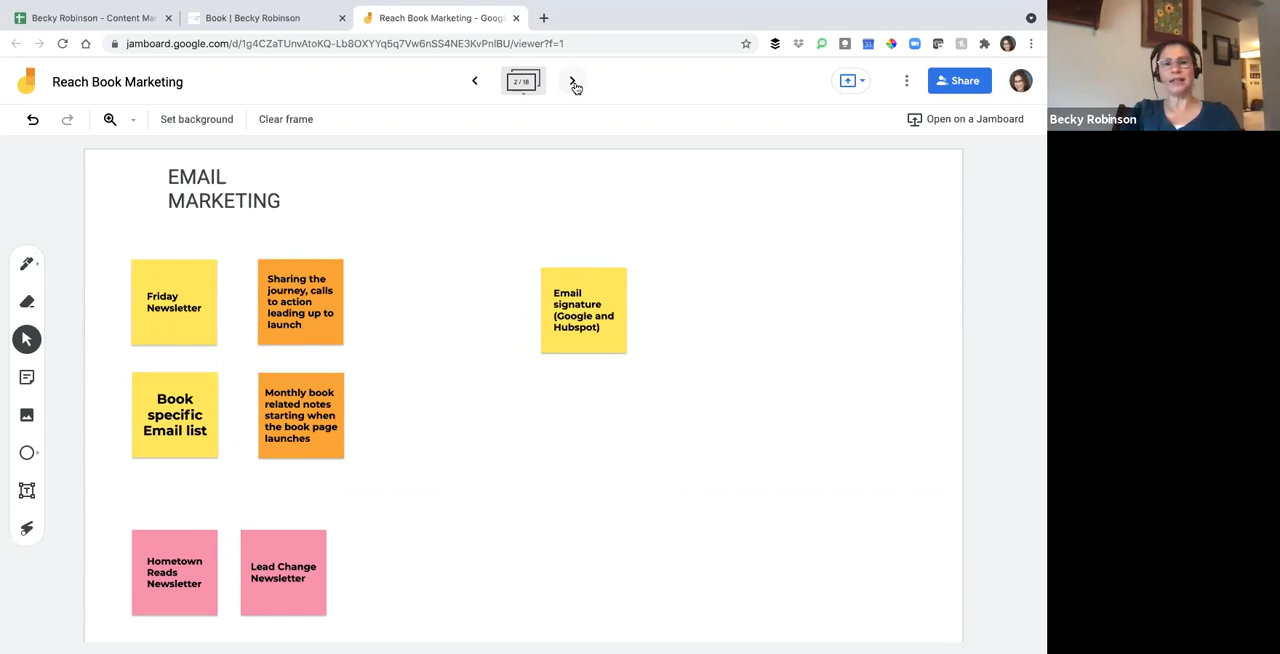 Becky Robinson - Content Ma
Book | Becky Robinson
Reach Book Marketing - Goog
jamboard.google.com/d/1g4CZaTUnvAtoKQ-Lb8OXYYq5q7Vw6nSS4NE3KvPnlBU/viewer?f=1
Reach Book Marketing
2 / 18
Share
Set background
Clear frame
Open on a Jamboard
Becky Robinson
EMAIL
MARKETING
Friday
Newsletter
Sharing the
journey, calls
to action
leading up to
launch
Email
signature
(Google and
Hubspot)
Book
specific
Email list
Monthly book
related notes
starting when
the book page
launches
Hometown
Reads
Newsletter
Lead Change
Newsletter